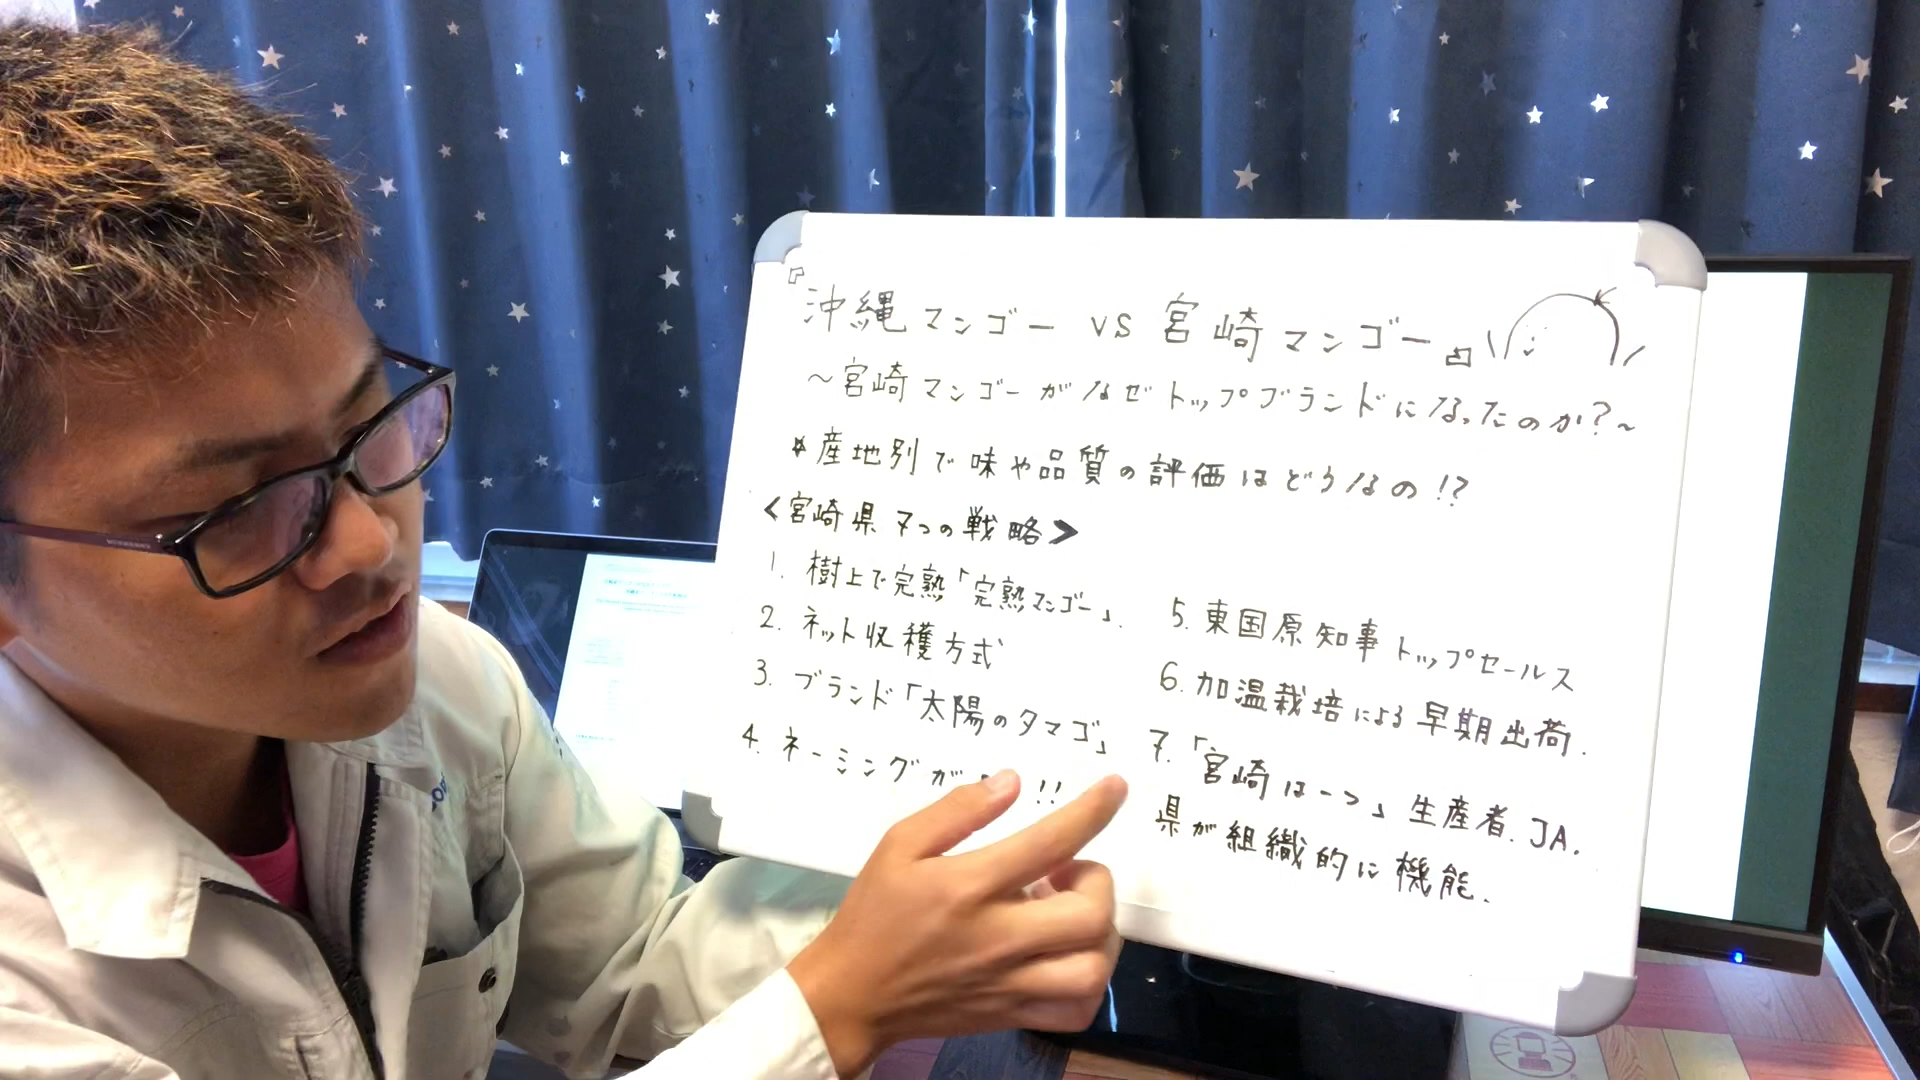 『沖縄マンゴー VS 宮崎マンゴー』
～宮崎マンゴーがなぜトップブランドになったのか?～
*産地別で味や品質の評価はどうなの!?
<宮崎県 7つの戦略>
1. 樹上で完熟「完熟マンゴー」.
2. ネット収穫方式
3. ブランド「太陽のタマゴ」
4. ネーミングが !!
5. 東国原知事トップセールス
6. 加温栽培による早期出荷.
7. 「宮崎は一つ」生産者.JA.
県が組織的に機能.